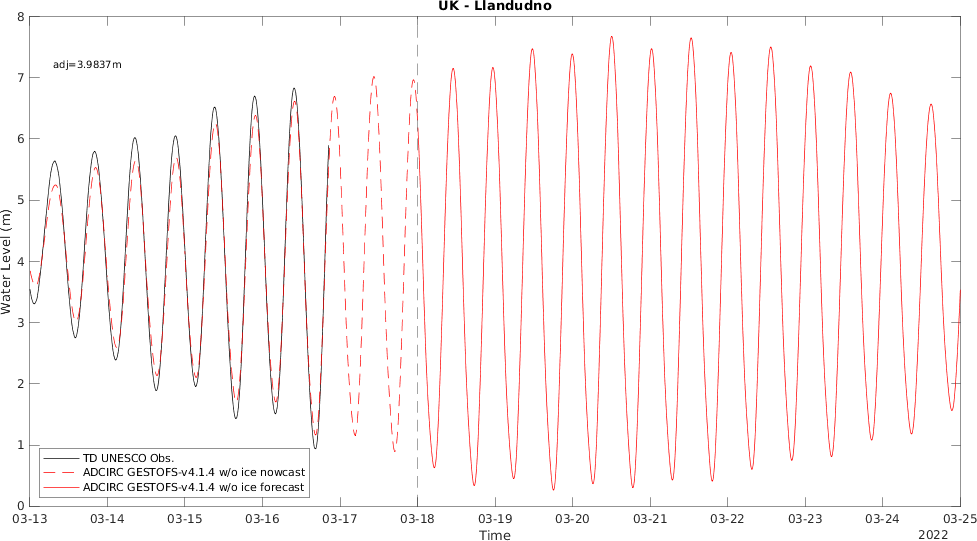 UK - Llandudno
8
7
6
5
4
3
2
1
0
Water Level (m)
adj=3.9837m
TD UNESCO Obs.
ADCIRC GESTOFS-v4.1.4 w/o ice nowcast
ADCIRC GESTOFS-v4.1.4 w/o ice forecast
03-13 03-14 03-15 03-16 03-17 03-18 03-19 03-20 03-21 03-22 03-23 03-24 03-25
Time
2022